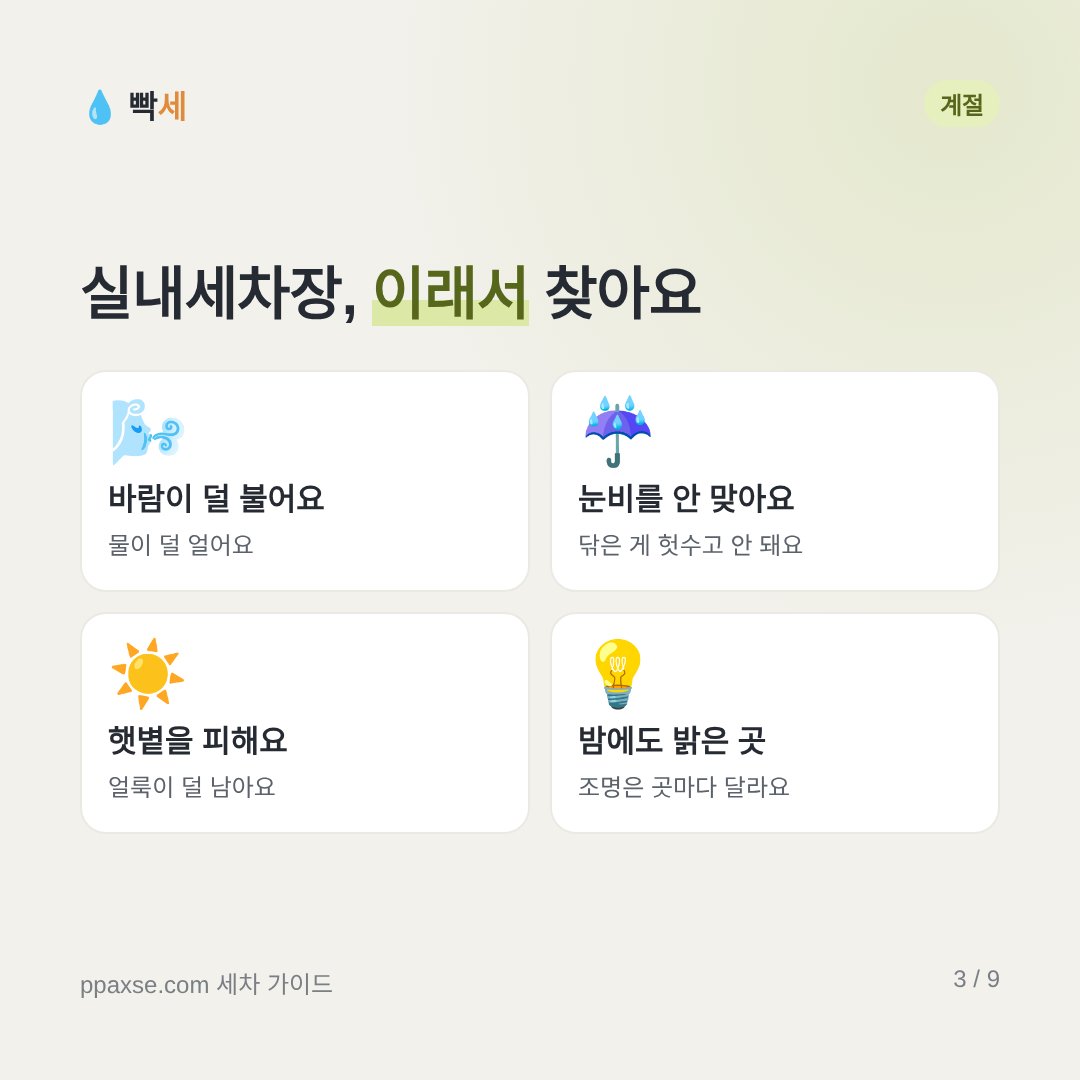 빡세
계절
실내세차장, 이래서 찾아요
바람이 덜 불어요
물이 덜 얼어요
눈비를 안 맞아요
닦은 게 헛수고 안 돼요
햇볕을 피해요
얼룩이 덜 남아요
밤에도 밝은 곳
조명은 곳마다 달라요
ppaxse.com 세차 가이드
3 / 9